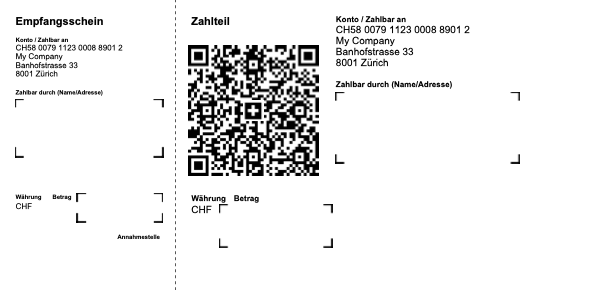 Empfangsschein
Konto / Zahlbar an
CH58 0079 1123 0008 8901 2
My Company
Banhofstrasse 33
8001 Zürich
Zahlbar durch (Name/Adresse)
Währung Betrag
CHF
Annahmestelle
Zahlteil
Währung Betrag
CHF
Konto / Zahlbar an
CH58 0079 1123 0008 8901 2
My Company
Banhofstrasse 33
8001 Zürich
Zahlbar durch (Name/Adresse)